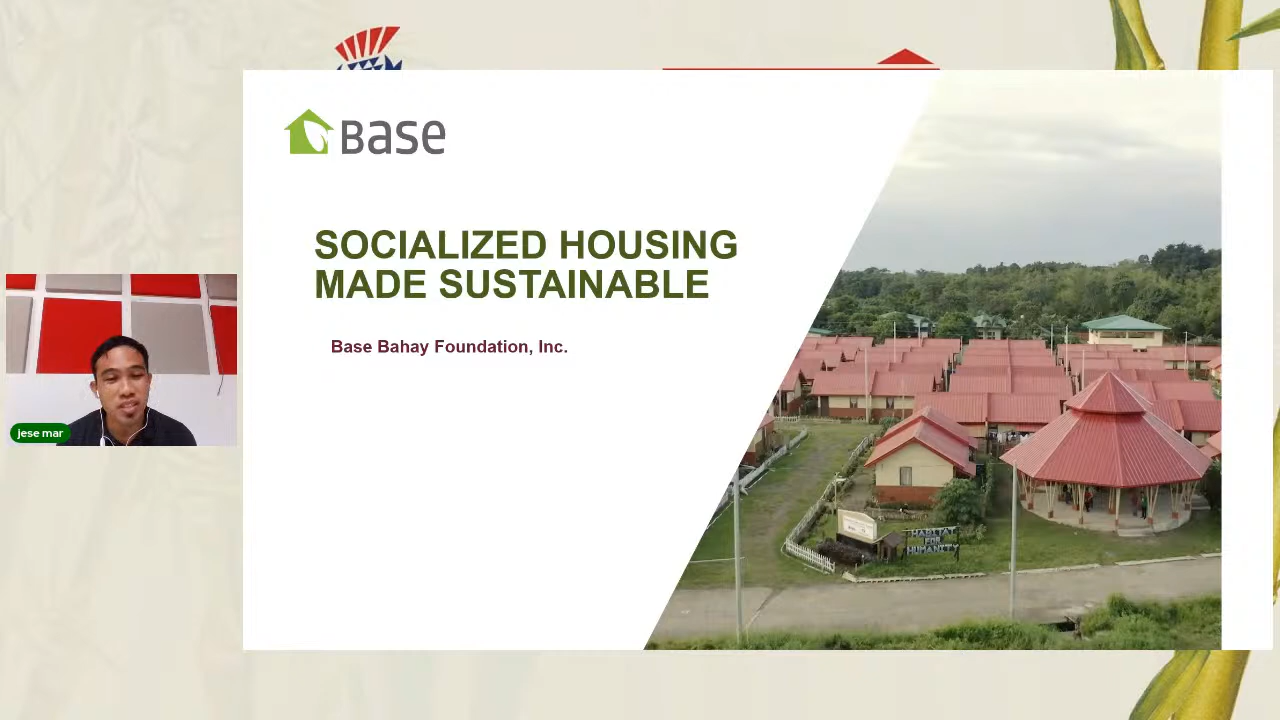 Base
SOCIALIZED HOUSING
MADE SUSTAINABLE
Base Bahay Foundation, Inc.
jese mar
HABITAT
FOR
HUMANITY